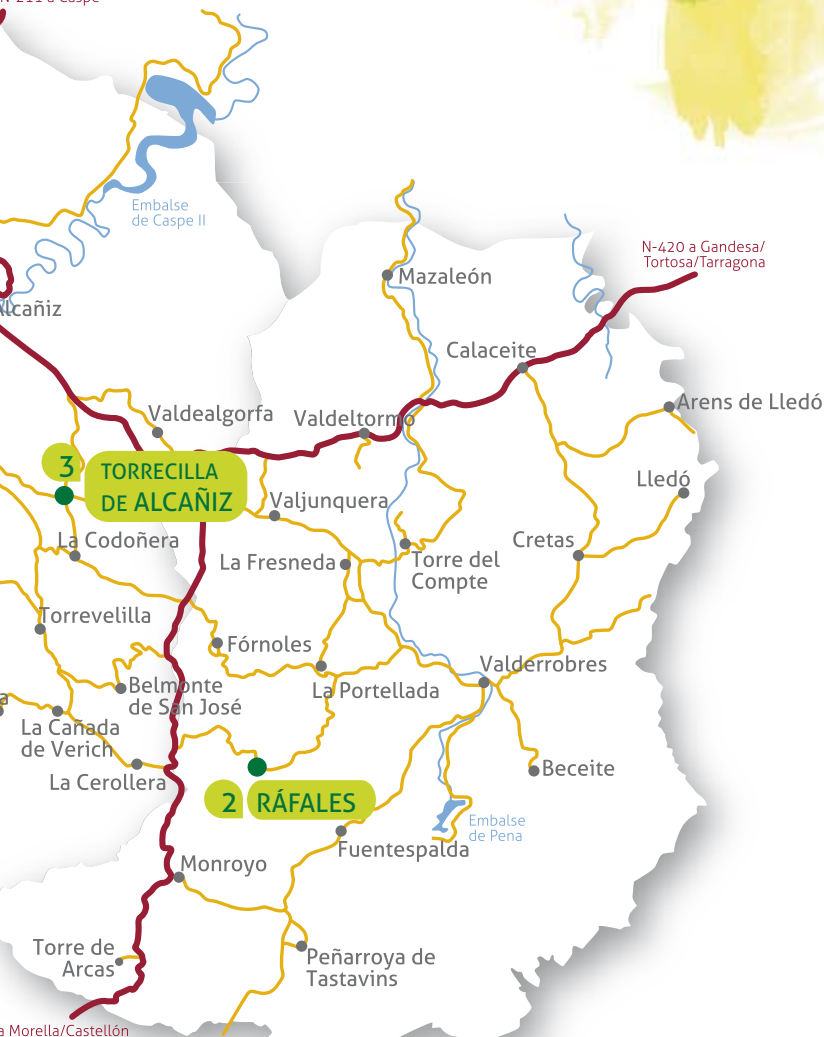 N-211 a Caspe
Embalse
de Caspe II
N-420 a Gandesa/
Tortosa/Tarragona
Mazaleón
Alcañiz
Calaceite
Valdealgorfa
Valdeltormo
Arens de Lledó
3
TORRECILLA
DE ALCAÑIZ
Valjunquera
Lledó
La Codoñera
Cretas
La Fresneda
Torre del
Compte
Torrevelilla
Fórnoles
Valderrobres
Belmonte
de San José
La Portellada
La Cañada
de Verich
La Cerollera
Beceite
2
RÁFALES
Embalse
de Pena
Fuentespalda
Monroyo
Torre de
Arcas
Peñarroya de
Tastavins
a Morella/Castellón